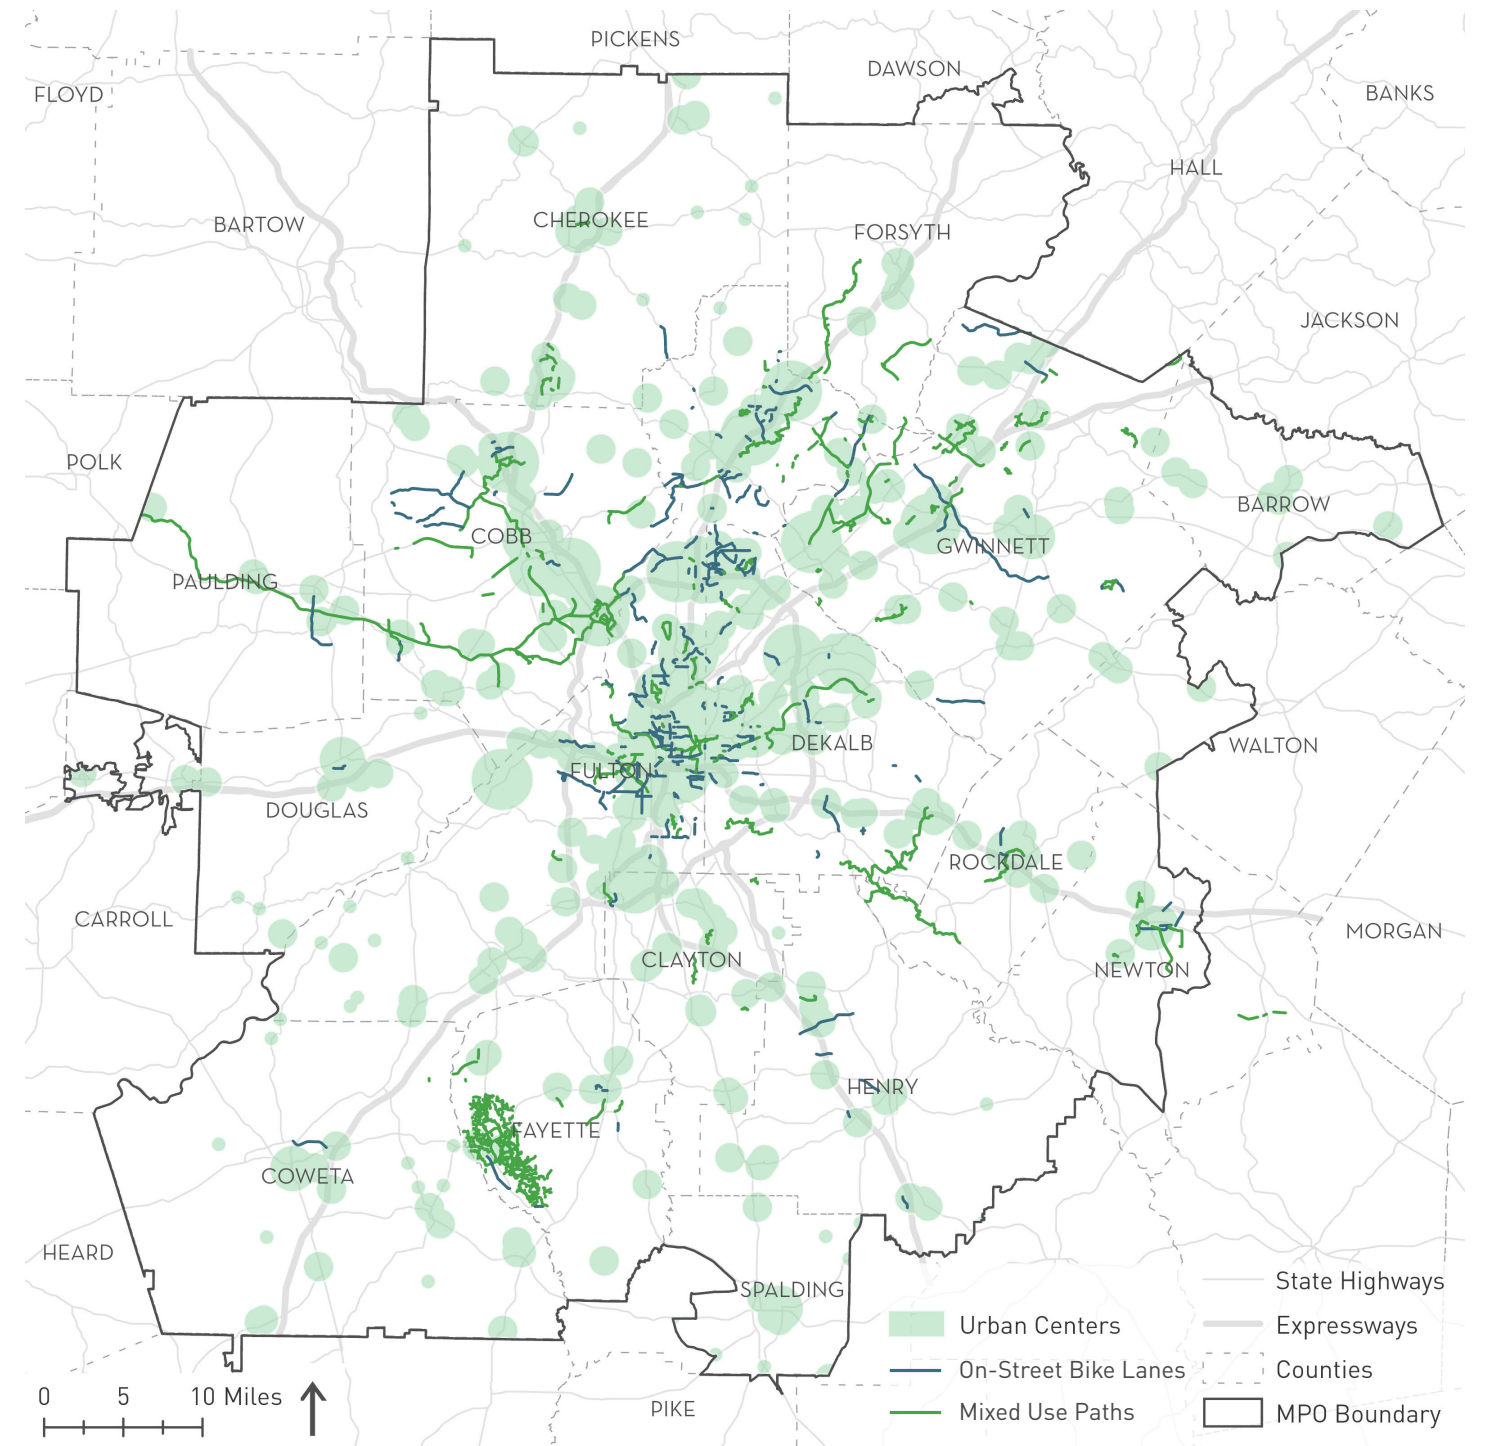 PICKENS
DAWSON
FLOYD
BANKS
HALL
CHEROKEE
BARTOW
FORSYTH
JACKSON
POLK
BARROW
COBB
GWINNETT
PAULDING
DEKALB
WALTON
FULTON
DOUGLAS
ROCKDALE
CARROLL
MORGAN
CLAYTON
NEWTON
HENRY
FAYETTE
COWETA
HEARD
SPALDING
PIKE
0 5 10 Miles
Urban Centers
On-Street Bike Lanes
Mixed Use Paths
State Highways
Expressways
Counties
MPO Boundary